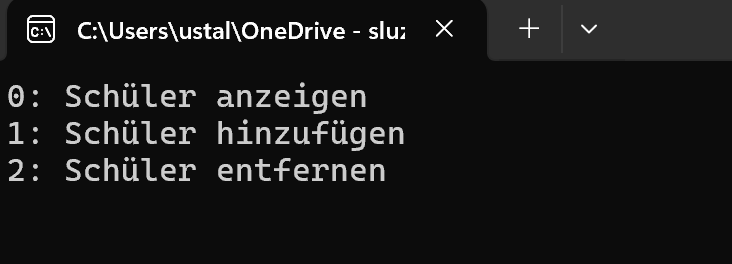 C:\Users\ustal\OneDrive - sluz
0: Schüler anzeigen
1: Schüler hinzufügen
2: Schüler entfernen